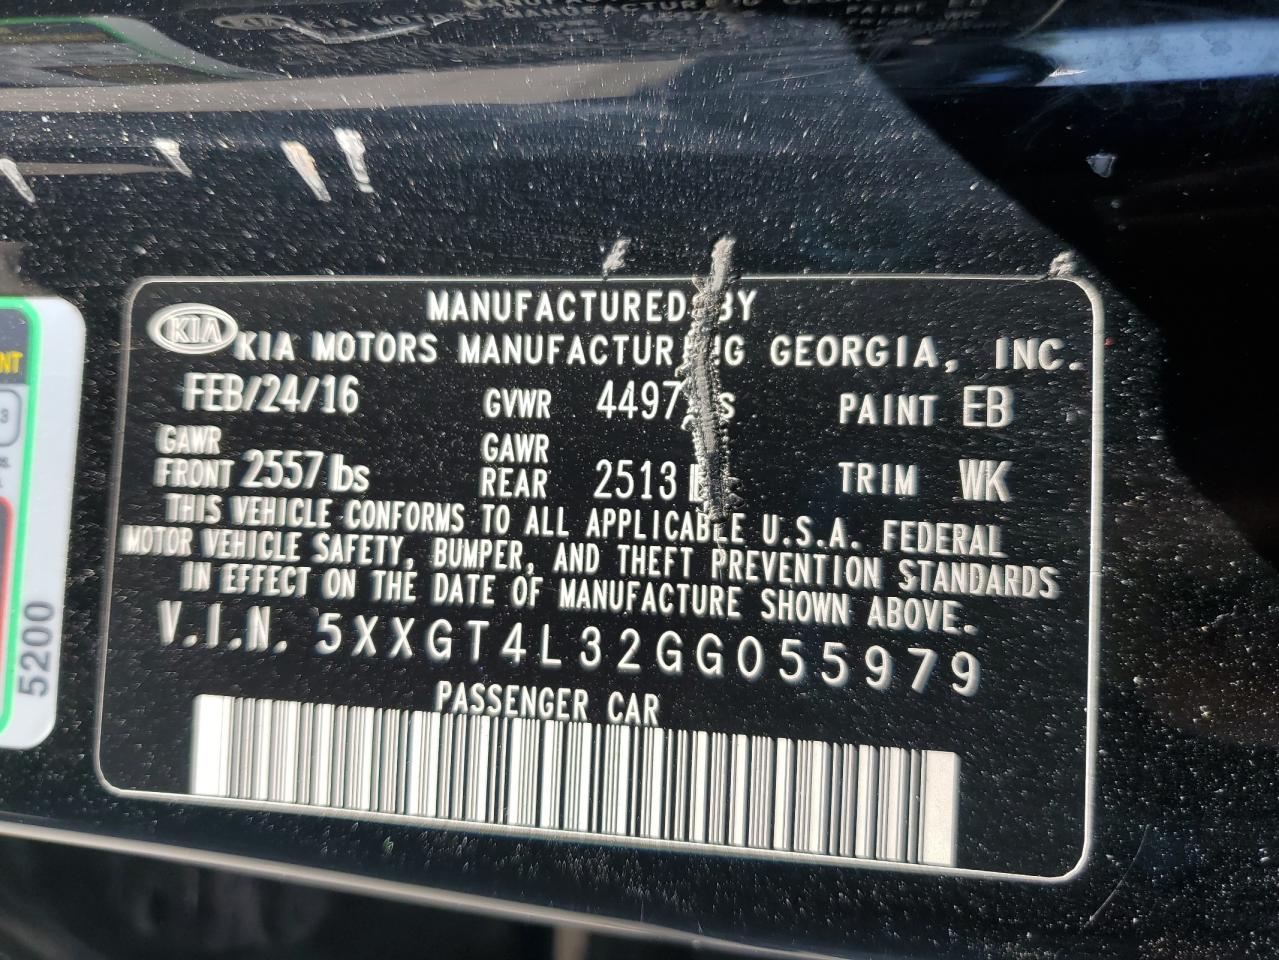 MANUFACTURED BY
KIA KIA MOTORS MANUFACTURING GEORGIA, INC.
FEB/24/16 GVWR 4497 PAINT EB
GAWR FRONT 2557 lbs GAWR REAR 2513 TRIM WK
THIS VEHICLE CONFORMS TO ALL APPLICABLE U.S.A. FEDERAL
MOTOR VEHICLE SAFETY, BUMPER, AND THEFT PREVENTION STANDARDS
IN EFFECT ON THE DATE OF MANUFACTURE SHOWN ABOVE.
V.I.N. 5XXGT4L32GG055979
PASSENGER CAR
5200